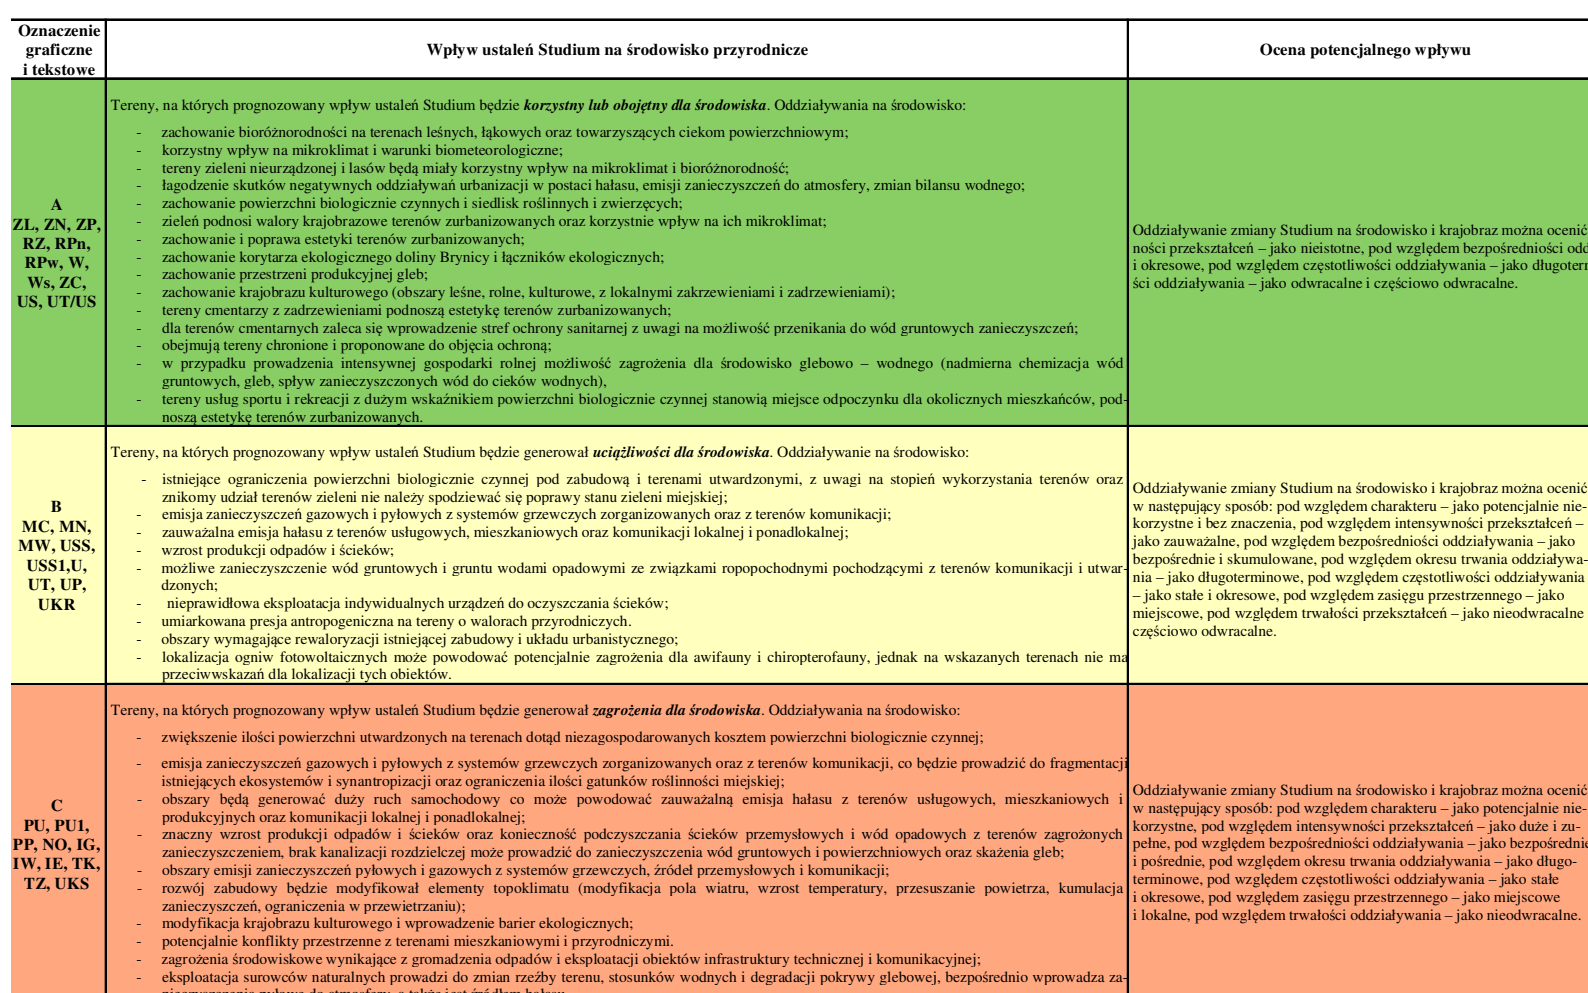 Oznaczenie
graficzne
i tekstowe
Wpływ ustaleń Studium na środowisko przyrodnicze
Ocena potencjalnego wpływu
A
ZL, ZN, ZP,
RZ, RPn,
RPw, W,
Ws, ZC,
US, UT/US
Tereny, na których prognozowany wpływ ustaleń Studium będzie korzystny lub obojętny dla środowiska. Oddziaływania na środowisko:
- zachowanie bioróżnorodności na terenach leśnych, łąkowych oraz towarzyszących ciekom powierzchniowym;
- korzystny wpływ na mikroklimat i warunki biometeorologiczne;
- tereny zieleni nieurządzonej i lasów będą miały korzystny wpływ na mikroklimat i bioróżnorodność;
- łagodzenie skutków negatywnych oddziaływań urbanizacji w postaci hałasu, emisji zanieczyszczeń do atmosfery, zmian bilansu wodnego;
- zachowanie powierzchni biologicznie czynnych i siedlisk roślinnych i zwierzęcych;
- zieleń podnosi walory krajobrazowe terenów zurbanizowanych oraz korzystnie wpływ na ich mikroklimat;
- zachowanie i poprawa estetyki terenów zurbanizowanych;
- zachowanie korytarza ekologicznego doliny Brynicy i łączników ekologicznych;
- zachowanie przestrzeni produkcyjnej gleb;
- zachowanie krajobrazu kulturowego (obszary leśne, rolne, kulturowe, z lokalnymi zakrzewieniami i zadrzewieniami);
- tereny cmentarzy z zadrzewieniami podnoszą estetykę terenów zurbanizowanych;
- dla terenów cmentarnych zaleca się wprowadzenie stref ochrony sanitarnej z uwagi na możliwość przenikania do wód gruntowych zanieczyszczeń;
- obejmują tereny chronione i proponowane do objęcia ochroną;
- w przypadku prowadzenia intensywnej gospodarki rolnej możliwość zagrożenia dla środowisko glebowo – wodnego (nadmierna chemizacja wód
gruntowych, gleb, spływ zanieczyszczonych wód do cieków wodnych),
- tereny usług sportu i rekreacji z dużym wskaźnikiem powierzchni biologicznie czynnej stanowią miejsce odpoczynku dla okolicznych mieszkańców, pod-
noszą estetykę terenów zurbanizowanych.
Oddziaływanie zmiany Studium na środowisko i krajobraz można ocenić
ności przekształceń – jako nieistotne, pod względem bezpośredniości odd
i okresowe, pod względem częstotliwości oddziaływania – jako długoter
ści oddziaływania – jako odwracalne i częściowo odwracalne.
B
MC, MN,
MW, USS,
USS1,U,
UT, UP,
UKR
Tereny, na których prognozowany wpływ ustaleń Studium będzie generował uciążliwości dla środowiska. Oddziaływanie na środowisko:
- istniejące ograniczenia powierzchni biologicznie czynnej pod zabudową i terenami utwardzonymi, z uwagi na stopień wykorzystania terenów oraz
znikomy udział terenów zieleni nie należy spodziewać się poprawy stanu zieleni miejskiej;
- emisja zanieczyszczeń gazowych i pyłowych z systemów grzewczych zorganizowanych oraz z terenów komunikacji;
- zauważalna emisja hałasu z terenów usługowych, mieszkaniowych oraz komunikacji lokalnej i ponadlokalnej;
- wzrost produkcji odpadów i ścieków;
- możliwe zanieczyszczenie wód gruntowych i gruntu wodami opadowymi ze związkami ropopochodnymi pochodzącymi z terenów komunikacji i utwar-
dzonych;
- nieprawidłowa eksploatacja indywidualnych urządzeń do oczyszczania ścieków;
- umiarkowana presja antropogeniczna na tereny o walorach przyrodniczych.
- obszary wymagające rewaloryzacji istniejącej zabudowy i układu urbanistycznego;
- lokalizacja ogniw fotowoltaicznych może powodować potencjalnie zagrożenia dla awifauny i chiropterofauny, jednak na wskazanych terenach nie ma
przeciwwskazań dla lokalizacji tych obiektów.
Oddziaływanie zmiany Studium na środowisko i krajobraz można ocenić
w następujący sposób: pod względem charakteru – jako potencjalnie nie-
korzystne i bez znaczenia, pod względem intensywności przekształceń –
jako zauważalne, pod względem bezpośredniości oddziaływania – jako
bezpośrednie i skumulowane, pod względem okresu trwania oddziaływa-
nia – jako długoterminowe, pod względem częstotliwości oddziaływania
– jako stałe i okresowe, pod względem zasięgu przestrzennego – jako
miejscowe, pod względem trwałości przekształceń – jako nieodwracalne
częściowo odwracalne.
C
PU, PU1,
PP, NO, IG,
IW, IE, TK,
TZ, UKS
Tereny, na których prognozowany wpływ ustaleń Studium będzie generował zagrożenia dla środowiska. Oddziaływania na środowisko:
- zwiększenie ilości powierzchni utwardzonych na terenach dotąd niezagospodarowanych kosztem powierzchni biologicznie czynnej;
- emisja zanieczyszczeń gazowych i pyłowych z systemów grzewczych zorganizowanych oraz z terenów komunikacji, co będzie prowadzić do fragmentacji
istniejących ekosystemów i synantropizacji oraz ograniczenia ilości gatunków roślinności miejskiej;
- obszary będą generować duży ruch samochodowy co może powodować zauważalną emisja hałasu z terenów usługowych, mieszkaniowych i
produkcyjnych oraz komunikacji lokalnej i ponadlokalnej;
- znaczny wzrost produkcji odpadów i ścieków oraz konieczność podczyszczania ścieków przemysłowych i wód opadowych z terenów zagrożonych
zanieczyszczeniem, brak kanalizacji rozdzielczej może prowadzić do zanieczyszczenia wód gruntowych i powierzchniowych oraz skażenia gleb;
- obszary emisji zanieczyszczeń pyłowych i gazowych z systemów grzewczych, źródeł przemysłowych i komunikacji;
- rozwój zabudowy będzie modyfikował elementy topoklimatu (modyfikacja pola wiatru, wzrost temperatury, przesuszanie powietrza, kumulacja
zanieczyszczeń, ograniczenia w przewietrzaniu);
- modyfikacja krajobrazu kulturowego i wprowadzenie barier ekologicznych;
- potencjalnie konflikty przestrzenne z terenami mieszkaniowymi i przyrodniczymi.
- zagrożenia środowiskowe wynikające z gromadzenia odpadów i eksploatacji obiektów infrastruktury technicznej i komunikacyjnej;
- eksploatacja surowców naturalnych prowadzi do zmian rzeźby terenu, stosunków wodnych i degradacji pokrywy glebowej, bezpośrednio wprowadza za-
Oddziaływanie zmiany Studium na środowisko i krajobraz można ocenić
w następujący sposób: pod względem charakteru – jako potencjalnie nie-
korzystne, pod względem intensywności przekształceń – jako duże i zu-
pełne, pod względem bezpośredniości oddziaływania – jako bezpośrednie
i pośrednie, pod względem okresu trwania oddziaływania – jako długo-
terminowe, pod względem częstotliwości oddziaływania – jako stałe
i okresowe, pod względem zasięgu przestrzennego – jako miejscowe
i lokalne, pod względem trwałości oddziaływania – jako nieodwracalne.